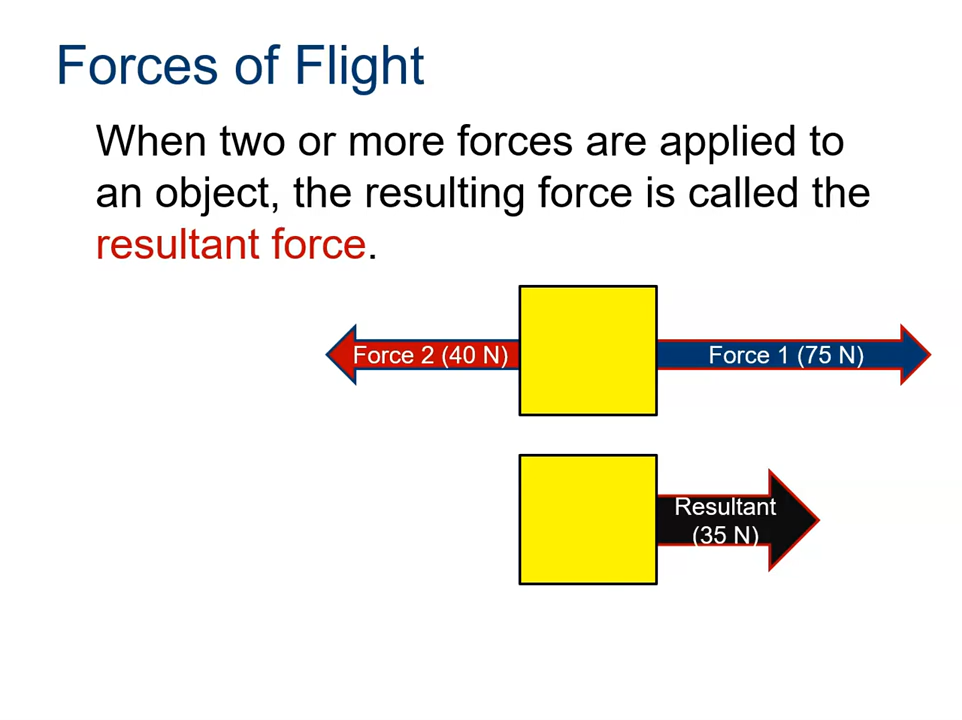 Forces of Flight
When two or more forces are applied to
an object, the resulting force is called the
resultant force.
Force 2 (40 N)
Force 1 (75 N)
Resultant
(35 N)